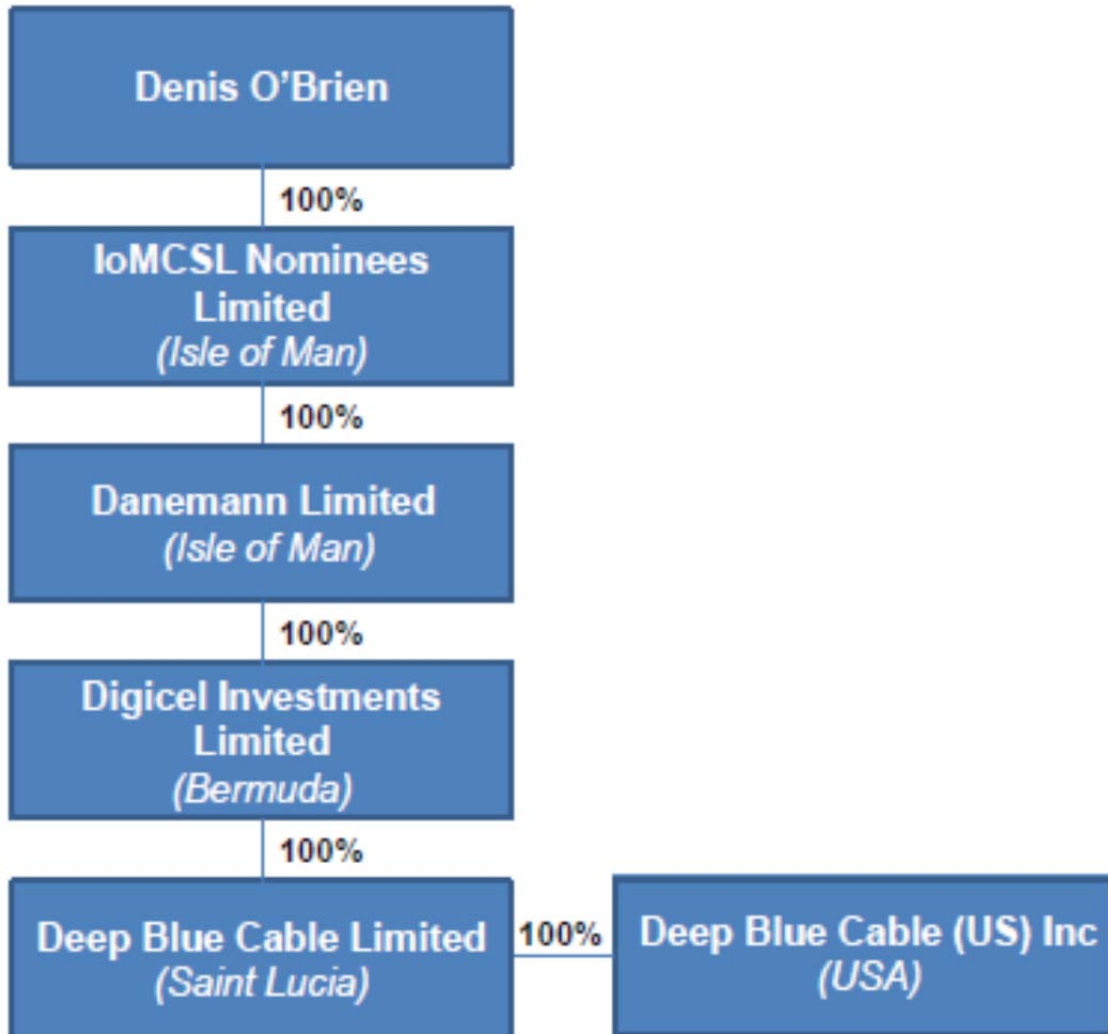 Denis O'Brien
100%
IoMCSL Nominees
Limited
(Isle of Man)
100%
Danemann Limited
(Isle of Man)
100%
Digicel Investments
Limited
(Bermuda)
100%
Deep Blue Cable Limited
(Saint Lucia)
100%
Deep Blue Cable (US) Inc
(USA)